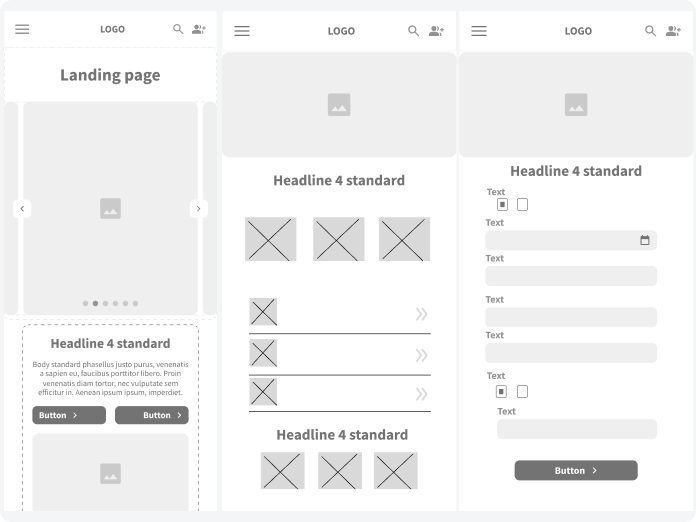 LOGO
Landing page
Headline 4 standard
Body standard phasellus justo purus, venenatis
a sapien eu, faucibus porttitor libero. Proin
venenatis diam tortor, nec vulputate sem
efficitur in. Aenean ipsum ipsum, imperdiet.
Button
Button
LOGO
Headline 4 standard
Headline 4 standard
LOGO
Headline 4 standard
Text
Text
Text
Text
Text
Text
Text
Button